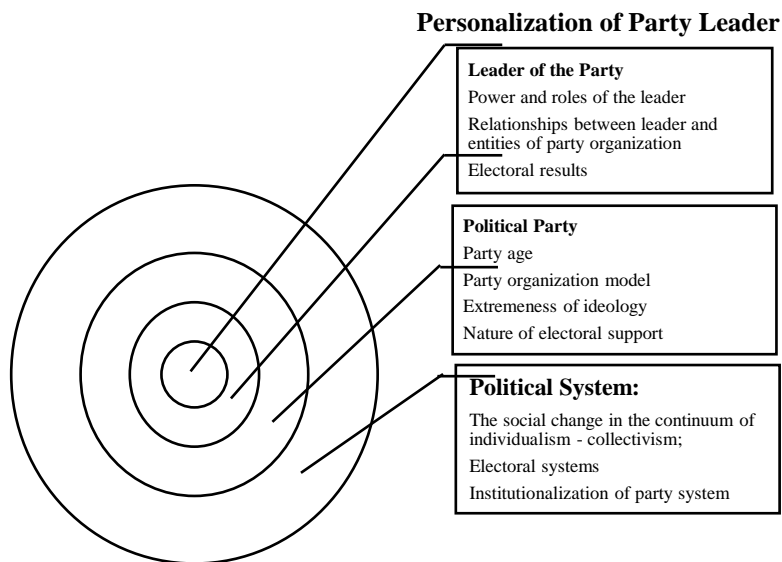 Personalization of Party Leader
Leader of the Party
Power and roles of the leader
Relationships between leader and
entities of party organization
Electoral results
Political Party
Party age
Party organization model
Extremeness of ideology
Nature of electoral support
Political System:
The social change in the continuum of
individualism - collectivism;
Electoral systems
Institutionalization of party system